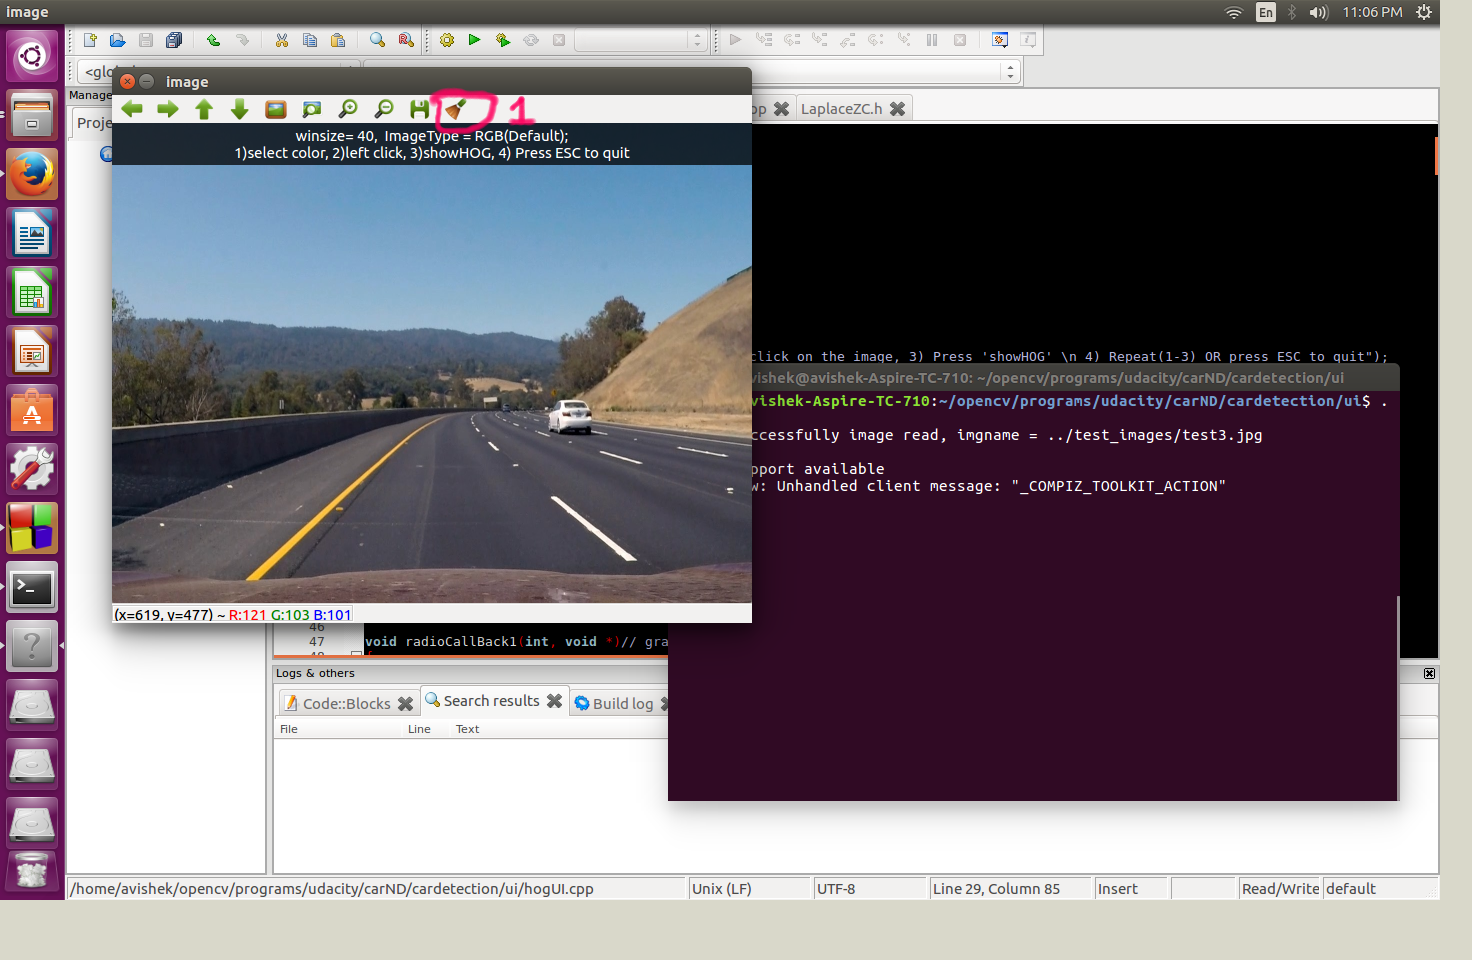 image
En
11:06 PM
<glo
Manage
Proje
image
1
op
LaplaceZC.h
winsize= 40,  ImageType = RGB(Default);
1)select color, 2)left click, 3)showHOG, 4) Press ESC to quit
click on the image, 3) Press 'showHOG' \n 4) Repeat(1-3) OR press ESC to quit");
vishek@avishek-Aspire-TC-710: ~/opencv/programs/udacity/carND/cardetection/ui
vishek-Aspire-TC-710:~/opencv/programs/udacity/carND/cardetection/ui$ .
ccessfully image read, imgname = ../test_images/test3.jpg
pport available
w: Unhandled client message: "_COMPIZ_TOOLKIT_ACTION"
(x=619, y=477) ~ R:121 G:103 B:101
46
47 void radioCallBack1(int, void *)// gra
48
Logs & others
Code::Blocks
Search results
Build log
File Line Text
/home/avishek/opencv/programs/udacity/carND/cardetection/ui/hogUI.cpp
Unix (LF)
UTF-8
Line 29, Column 85
Insert
Read/Write
default